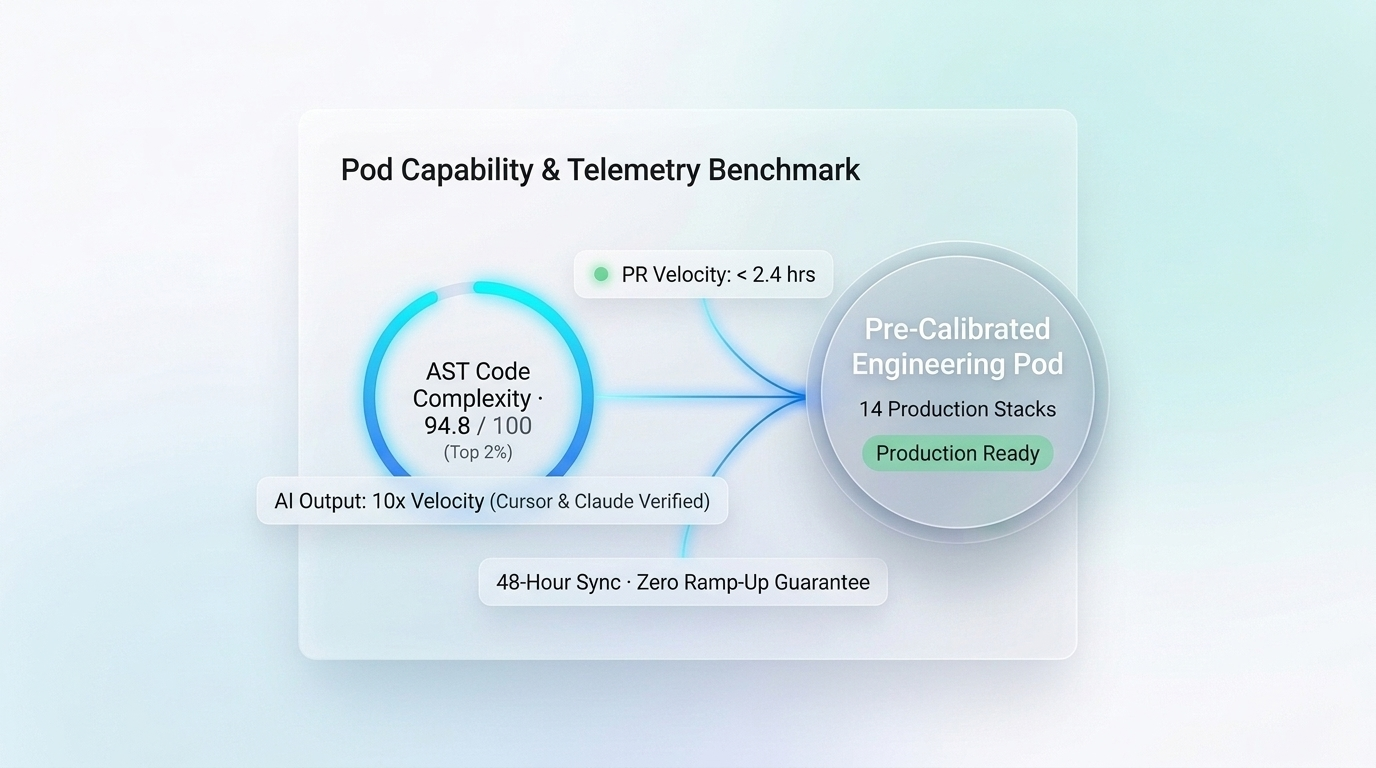 Pod Capability & Telemetry Benchmark
PR Velocity: < 2.4 hrs
AST Code
Complexity ·
94.8 / 100
(Top 2%)
Pre-Calibrated
Engineering Pod
14 Production Stacks
Production Ready
AI Output: 10x Velocity (Cursor & Claude Verified)
48-Hour Sync · Zero Ramp-Up Guarantee